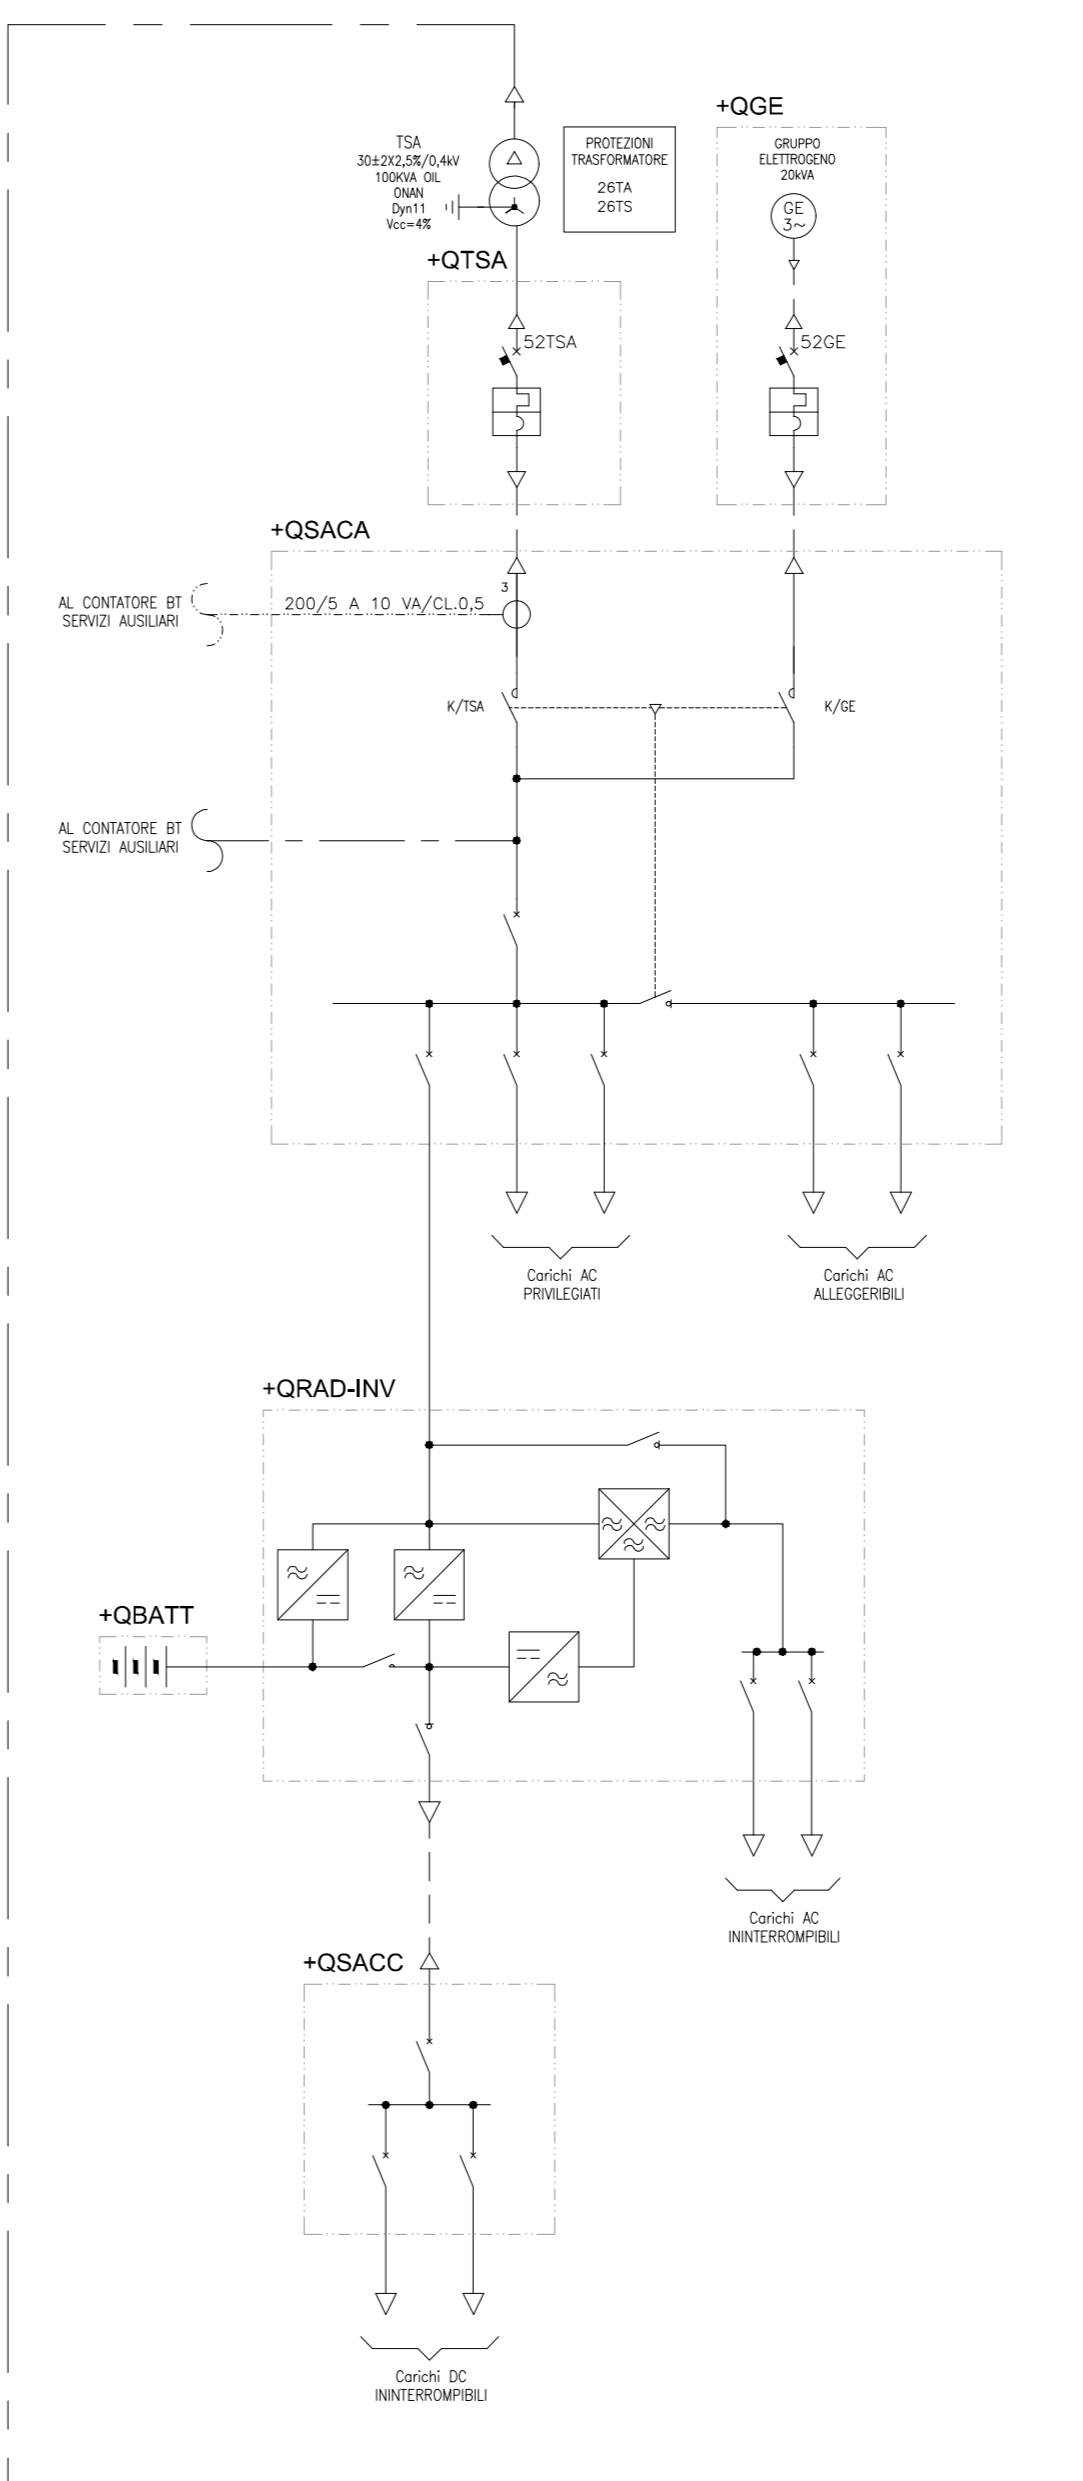 +QGE
TSA
30±2X2,5%/0,4kV
100KVA OIL
ONAN
Dyn11
Vcc=4%
PROTEZIONI
TRASFORMATORE
26TA
26TS
GRUPPO
ELETTROGENO
20kVA
GE
3~
+QTSA
52TSA
52GE
+QSACA
3
AL CONTATORE BT
SERVIZI AUSILIARI
200/5 A 10 VA/CL.0,5
K/TSA
K/GE
AL CONTATORE BT
SERVIZI AUSILIARI
Carichi AC
PRIVILEGIATI
Carichi AC
ALLEGGERIBILI
+QRAD-INV
+QBATT
Carichi AC
ININTERROMPIBILI
+QSACC
Carichi DC
ININTERROMPIBILI